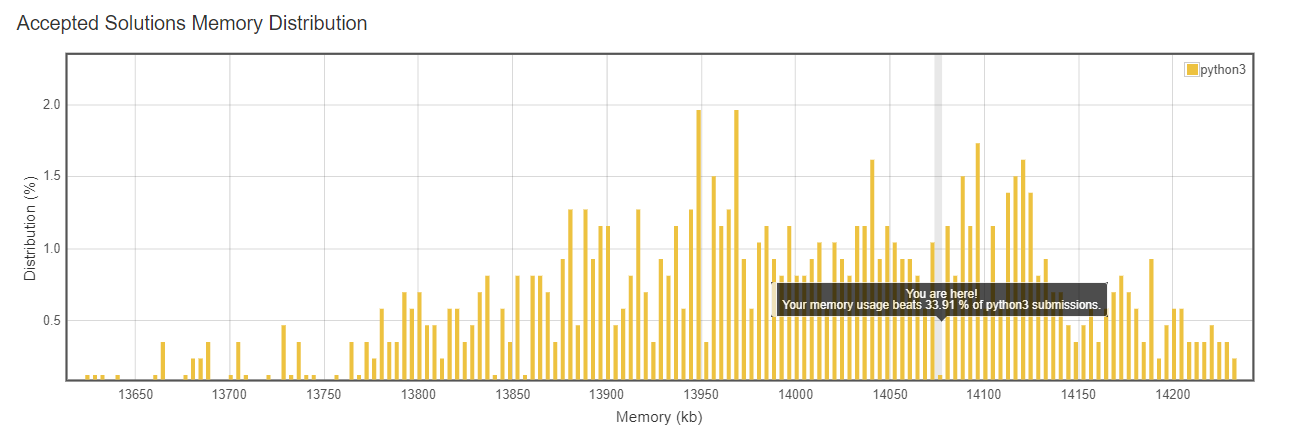 Accepted Solutions Memory Distribution
python3
2.0
1.5
1.0
0.5
Distribution (%)
You are here!
Your memory usage beats 33.91 % of python3 submissions.
13650 13700 13750 13800 13850 13900 13950 14000 14050 14100 14150 14200
Memory (kb)